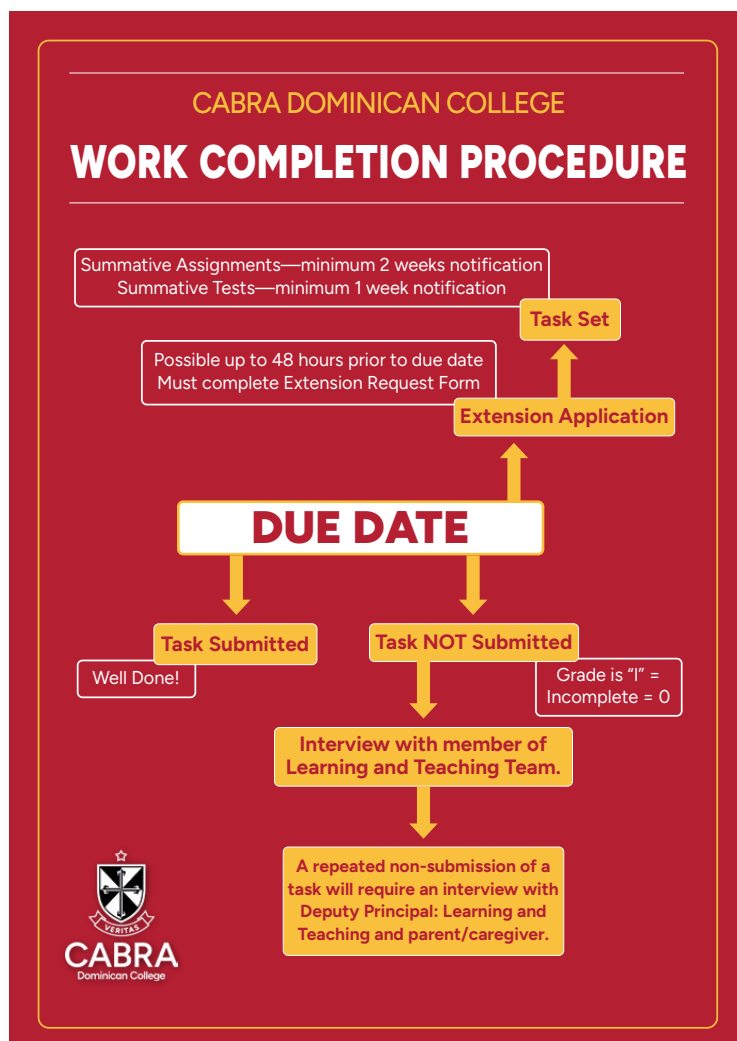 CABRA DOMINICAN COLLEGE
WORK COMPLETION PROCEDURE
Summative Assignments—minimum 2 weeks notification
Summative Tests—minimum 1 week notification
Task Set
Possible up to 48 hours prior to due date
Must complete Extension Request Form
Extension Application
DUE DATE
Task Submitted
Well Done!
Task NOT Submitted
Grade is “I” =
Incomplete = 0
Interview with member of
Learning and Teaching Team.
A repeated non-submission of a
task will require an interview with
Deputy Principal: Learning and
Teaching and parent/caregiver.
VERITAS
CABRA
Dominican College